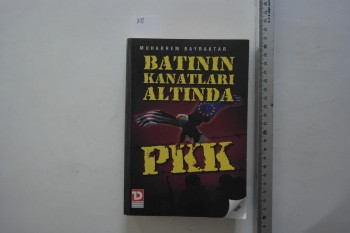 MUHARREM BAYRAKTAR
BATININ
KANATLARI
ALTINDA
PKK